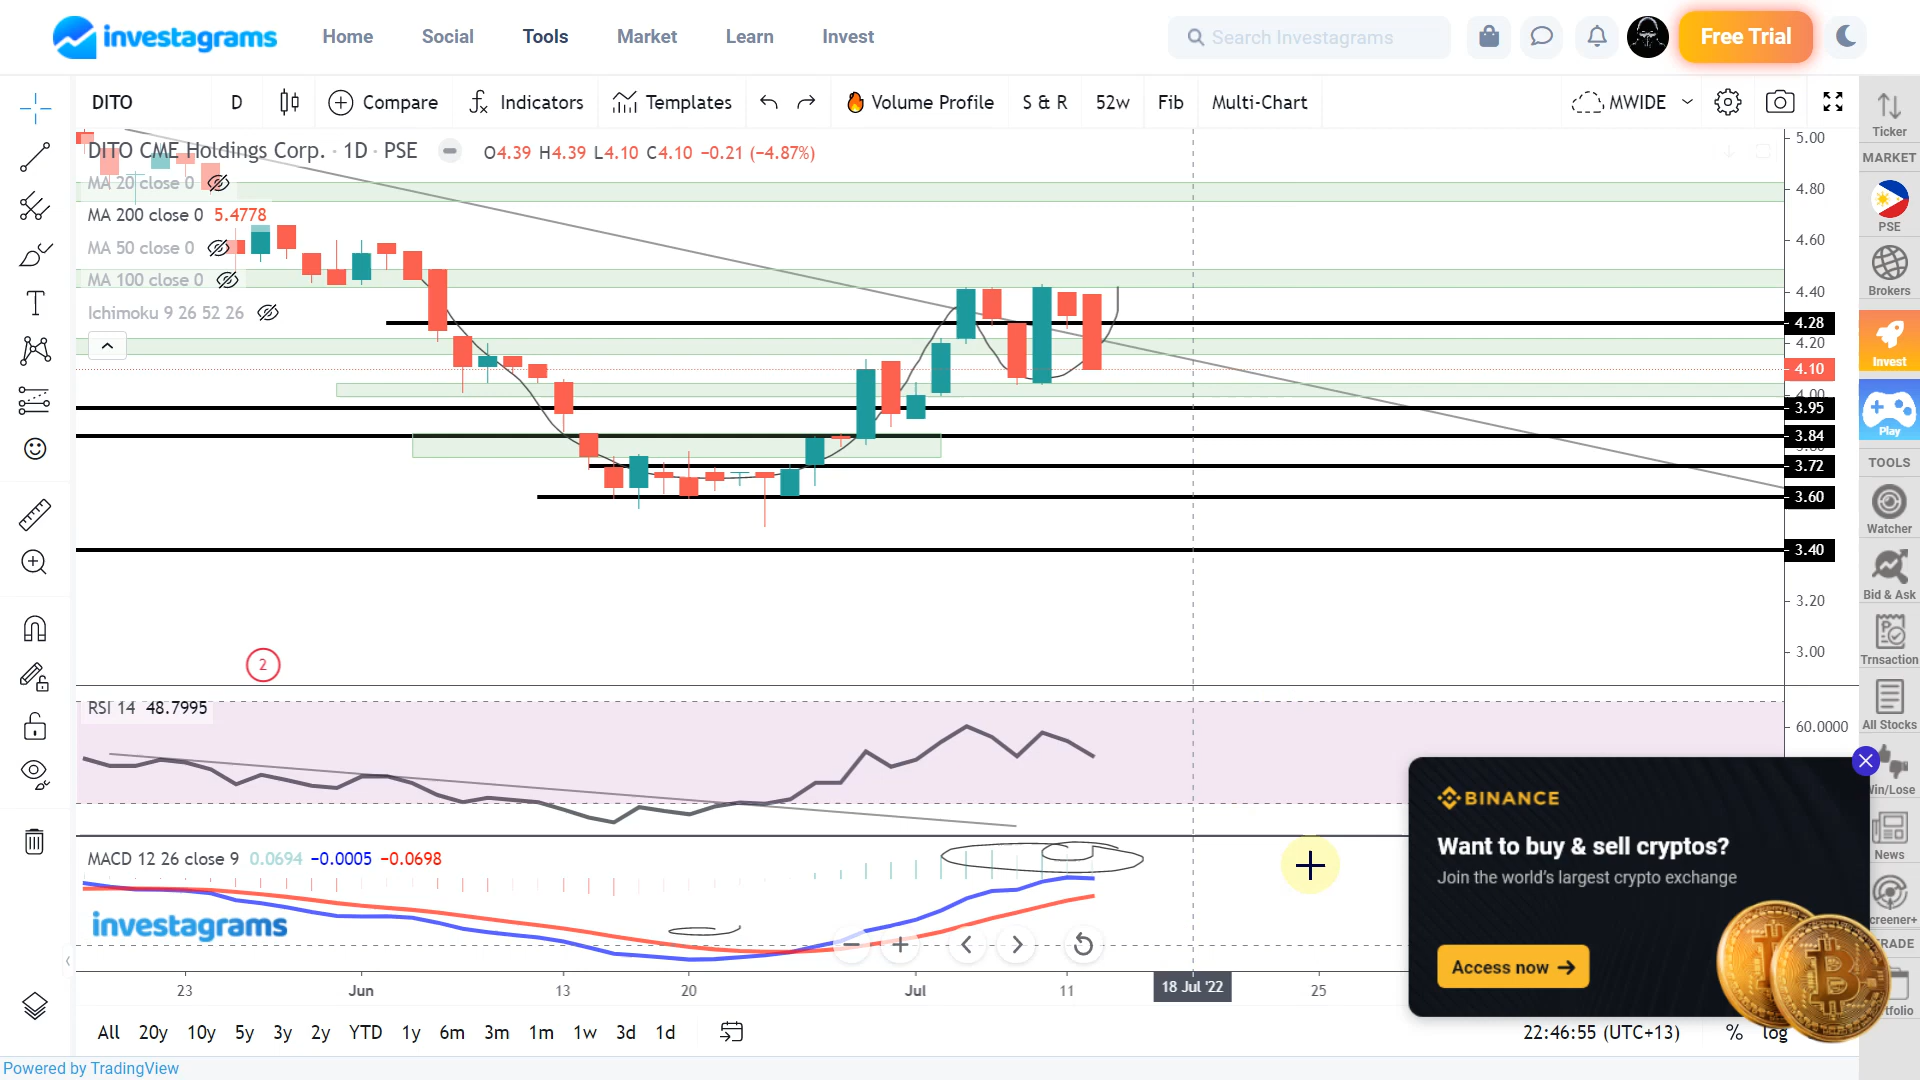 investagrams
Home Social Tools Market Learn Invest
Search Investagrams
Free Trial
DITO D Compare Indicators Templates Volume Profile S & R 52w Fib Multi-Chart MWIDE
DITO CME Holdings Corp. · 1D · PSE O4.39 H4.39 L4.10 C4.10 −0.21 (−4.87%)
MA 20 close 0
MA 200 close 0 5.4778
MA 50 close 0
MA 100 close 0
Ichimoku 9 26 52 26
5.00
4.80
4.60
4.40
4.28
4.20
4.10
4.00
3.95
3.84
3.72
3.60
3.40
3.20
3.00
2
RSI 14 48.7995
60.0000
MACD 12 26 close 9 0.0694 −0.0005 −0.0698
investagrams
23 Jun 13 20 Jul 11 18 Jul '22 25
All 20y 10y 5y 3y 2y YTD 1y 6m 3m 1m 1w 3d 1d
22:46:55 (UTC+13) % log
Powered by TradingView
Ticker
MARKET
PSE
Brokers
Invest
Play
TOOLS
Watcher
Bid & Ask
Trnsaction
All Stocks
Win/Lose
News
BINANCE
Want to buy & sell cryptos?
Join the world's largest crypto exchange
Access now